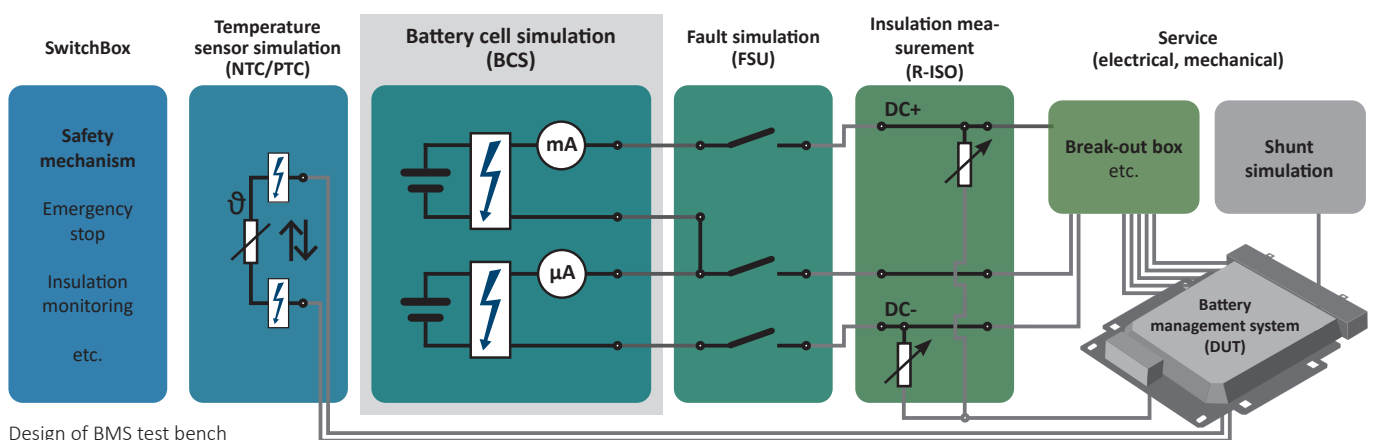 SwitchBox
Temperature
sensor simulation
(NTC/PTC)
Battery cell simulation
(BCS)
Fault simulation
(FSU)
Insulation mea-
surement
(R-ISO)
Service
(electrical, mechanical)
Safety
mechanism
Emergency
stop
Insulation
monitoring
etc.
ϑ
mA
µA
DC+
DC-
Break-out box
etc.
Shunt
simulation
Battery
management system
(DUT)
Design of BMS test bench